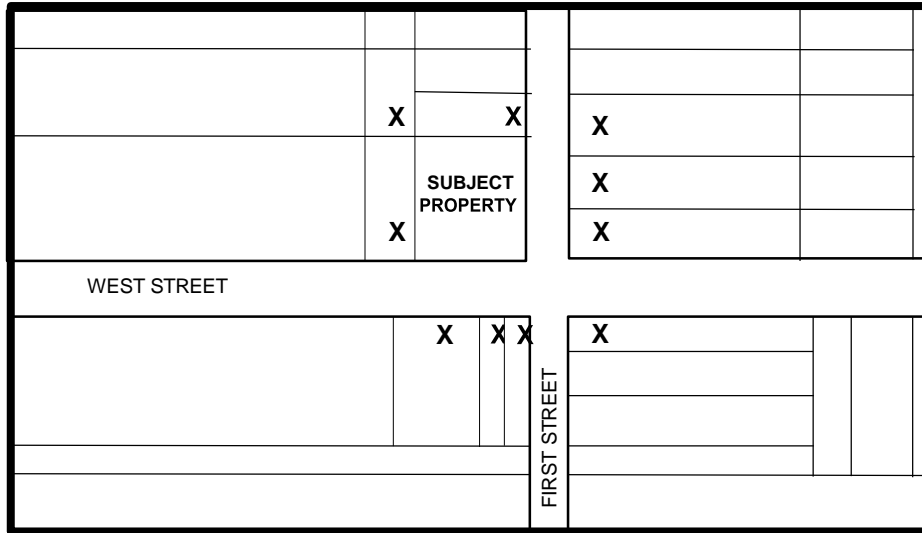 X X X
SUBJECT X
PROPERTY
X X
WEST STREET
X X X X
FIRST STREET